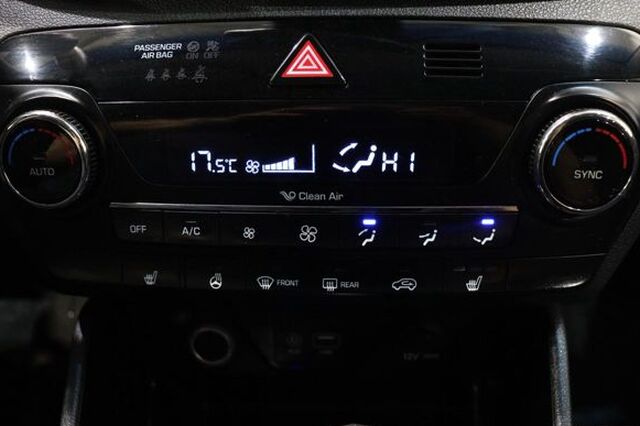 PASSENGER ON OFF
AIR BAG
17.5°C HI
AUTO SYNC
Clean Air
OFF A/C
FRONT REAR
12V